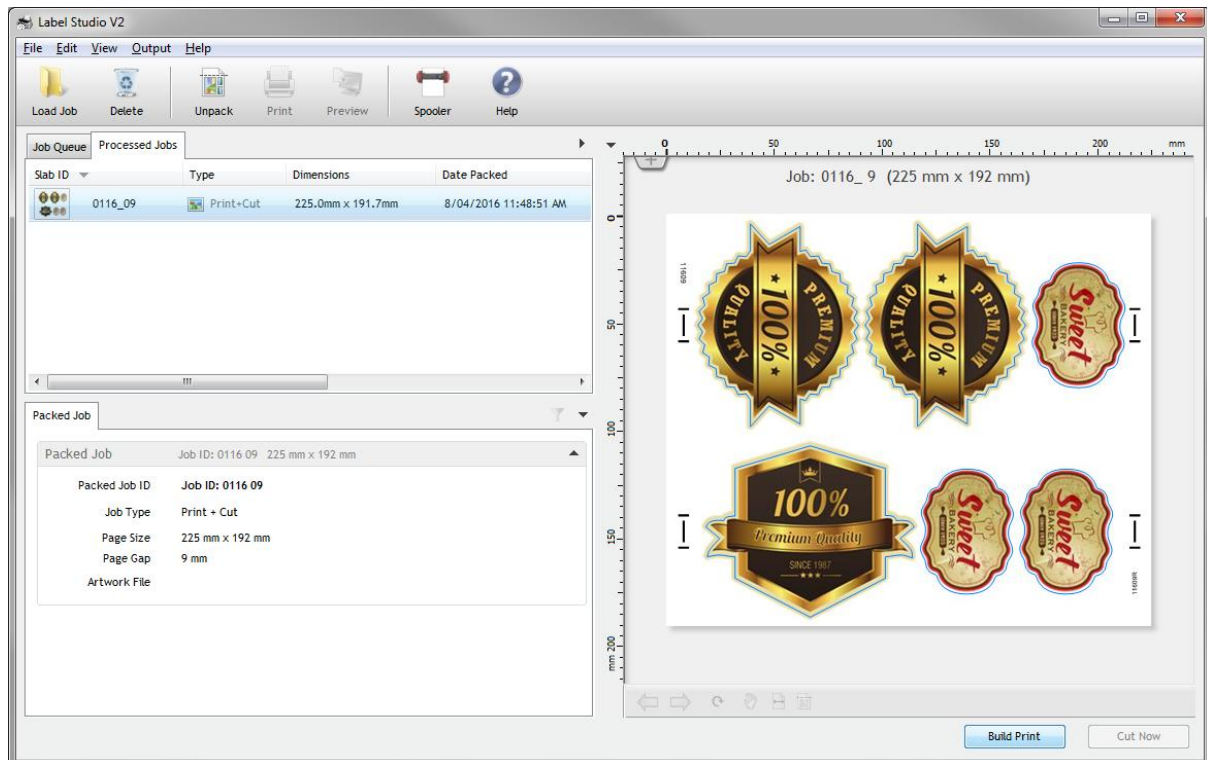 Label Studio V2
File Edit View Output Help
Load Job Delete Unpack Print Preview Spooler Help
Job Queue Processed Jobs
Slab ID Type Dimensions Date Packed
0116_09 Print+Cut 225.0mm x 191.7mm 8/04/2016 11:48:51 AM
Packed Job
Packed Job Job ID: 0116 09 225 mm x 192 mm
Packed Job ID Job ID: 0116 09
Job Type Print + Cut
Page Size 225 mm x 192 mm
Page Gap 9 mm
Artwork File
0 50 100 150 200 mm
0
50
100
150
mm 200
Job: 0116_ 9 (225 mm x 192 mm)
11609
PREMIUM
100%
QUALITY
PREMIUM
100%
QUALITY
Sweet
BAKERY
100%
Premium Quality
SINCE 1987
Sweet
BAKERY
Sweet
BAKERY
11609R
Build Print Cut Now